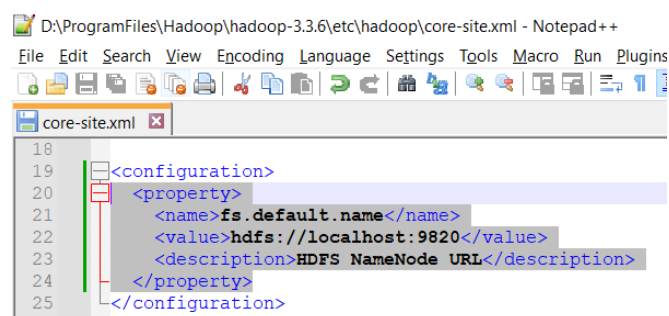 D:\ProgramFiles\Hadoop\hadoop-3.3.6\etc\hadoop\core-site.xml - Notepad++
File Edit Search View Encoding Language Settings Tools Macro Run Plugins
core-site.xml
18
19 <configuration>
20 <property>
21 <name>fs.default.name</name>
22 <value>hdfs://localhost:9820</value>
23 <description>HDFS NameNode URL</description>
24 </property>
25 </configuration>